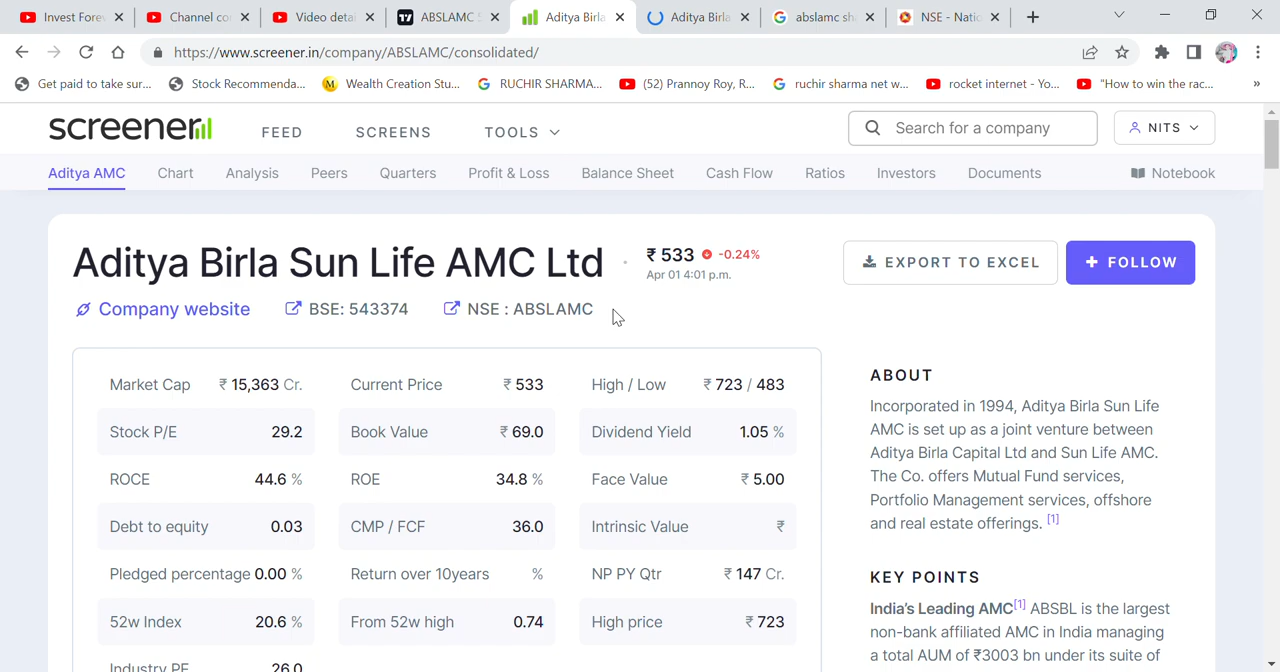 Invest Fore
Channel co
Video detai
ABSLAMC S
Aditya Birla
Aditya Birla
abslamc sh
NSE - Natio
https://www.screener.in/company/ABSLAMC/consolidated/
Get paid to take sur...
Stock Recommenda...
Wealth Creation Stu...
RUCHIR SHARMA...
(52) Prannoy Roy, R...
ruchir sharma net w...
rocket internet - Yo...
"How to win the rac...
»
screener
FEED
SCREENS
TOOLS
Search for a company
NITS
Aditya AMC
Chart
Analysis
Peers
Quarters
Profit & Loss
Balance Sheet
Cash Flow
Ratios
Investors
Documents
Notebook
Aditya Birla Sun Life AMC Ltd
₹ 533 -0.24%
Apr 01 4:01 p.m.
EXPORT TO EXCEL
+ FOLLOW
Company website
BSE: 543374
NSE : ABSLAMC
Market Cap ₹ 15,363 Cr.
Current Price ₹ 533
High / Low ₹ 723 / 483
Stock P/E 29.2
Book Value ₹ 69.0
Dividend Yield 1.05 %
ROCE 44.6 %
ROE 34.8 %
Face Value ₹ 5.00
Debt to equity 0.03
CMP / FCF 36.0
Intrinsic Value ₹
Pledged percentage 0.00 %
Return over 10years %
NP PY Qtr ₹ 147 Cr.
52w Index 20.6 %
From 52w high 0.74
High price ₹ 723
Industry PE 26.0
ABOUT
Incorporated in 1994, Aditya Birla Sun Life
AMC is set up as a joint venture between
Aditya Birla Capital Ltd and Sun Life AMC.
The Co. offers Mutual Fund services,
Portfolio Management services, offshore
and real estate offerings. [1]
KEY POINTS
India's Leading AMC[1] ABSBL is the largest
non-bank affiliated AMC in India managing
a total AUM of ₹3003 bn under its suite of